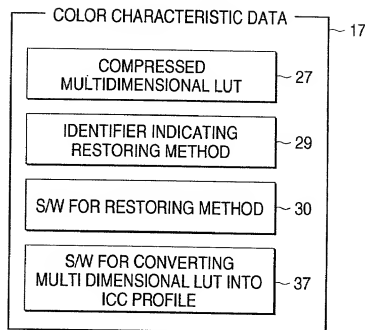 COLOR CHARACTERISTIC DATA
17
COMPRESSED
MULTIDIMENSIONAL LUT
27
IDENTIFIER INDICATING
RESTORING METHOD
29
S/W FOR RESTORING METHOD
30
S/W FOR CONVERTING
MULTI DIMENSIONAL LUT INTO
ICC PROFILE
37